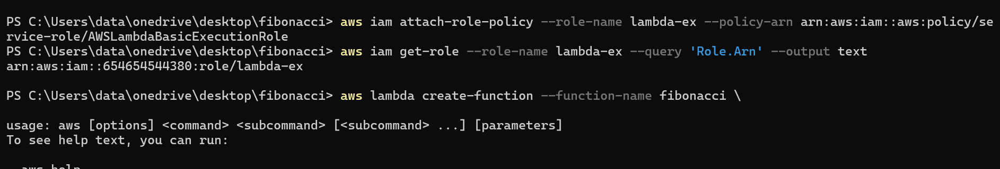 PS C:\Users\data\onedrive\desktop\fibonacci> aws iam attach-role-policy --role-name lambda-ex --policy-arn arn:aws:iam::aws:policy/se
rvice-role/AWSLambdaBasicExecutionRole
PS C:\Users\data\onedrive\desktop\fibonacci> aws iam get-role --role-name lambda-ex --query 'Role.Arn' --output text
arn:aws:iam::654654544380:role/lambda-ex
PS C:\Users\data\onedrive\desktop\fibonacci> aws lambda create-function --function-name fibonacci \
usage: aws [options] <command> <subcommand> [<subcommand> ...] [parameters]
To see help text, you can run:
aws help